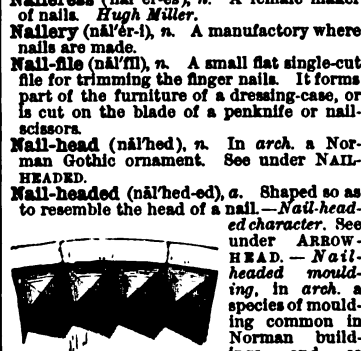 of nails. Hugh Miller.
Nailery (nāl′ėr-i), n. A manufactory where
nails are made.
Nail-file (nāl′fīl), n. A small flat single-cut
file for trimming the finger nails. It forms
part of the furniture of a dressing-case, or
is cut on the blade of a penknife or nail-
scissors.
Nail-head (nāl′hed), n. In arch. a Nor-
man Gothic ornament. See under NAIL-
HEADED.
Nail-headed (nāl′hed-ed), a. Shaped so as
to resemble the head of a nail.—Nail-head-
ed character. See
under ARROW-
HEAD. — Nail-
headed mould-
ing, in arch. a
species of mould-
ing common in
Norman build-